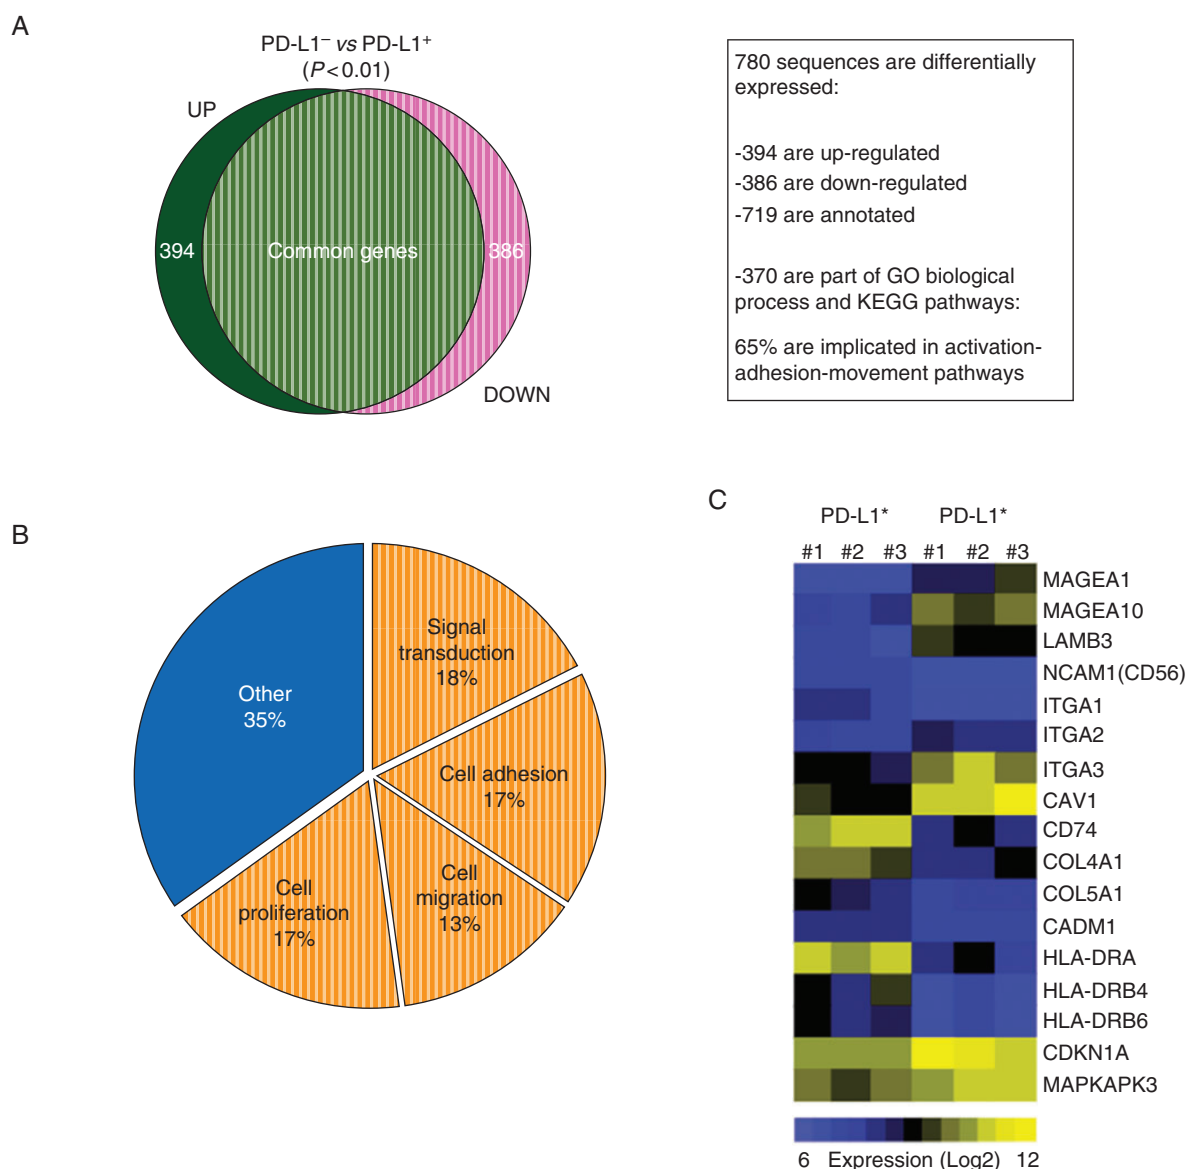 A
PD-L1⁻ vs PD-L1⁺
(P<0.01)
UP
394
Common genes
386
DOWN
780 sequences are differentially
expressed:
-394 are up-regulated
-386 are down-regulated
-719 are annotated
-370 are part of GO biological
process and KEGG pathways:
65% are implicated in activation-
adhesion-movement pathways
B
Signal
transduction
18%
Other
35%
Cell adhesion
17%
Cell
migration
13%
Cell
proliferation
17%
C
PD-L1* PD-L1*
#1 #2 #3 #1 #2 #3
MAGEA1
MAGEA10
LAMB3
NCAM1(CD56)
ITGA1
ITGA2
ITGA3
CAV1
CD74
COL4A1
COL5A1
CADM1
HLA-DRA
HLA-DRB4
HLA-DRB6
CDKN1A
MAPKAPK3
6 Expression (Log2) 12